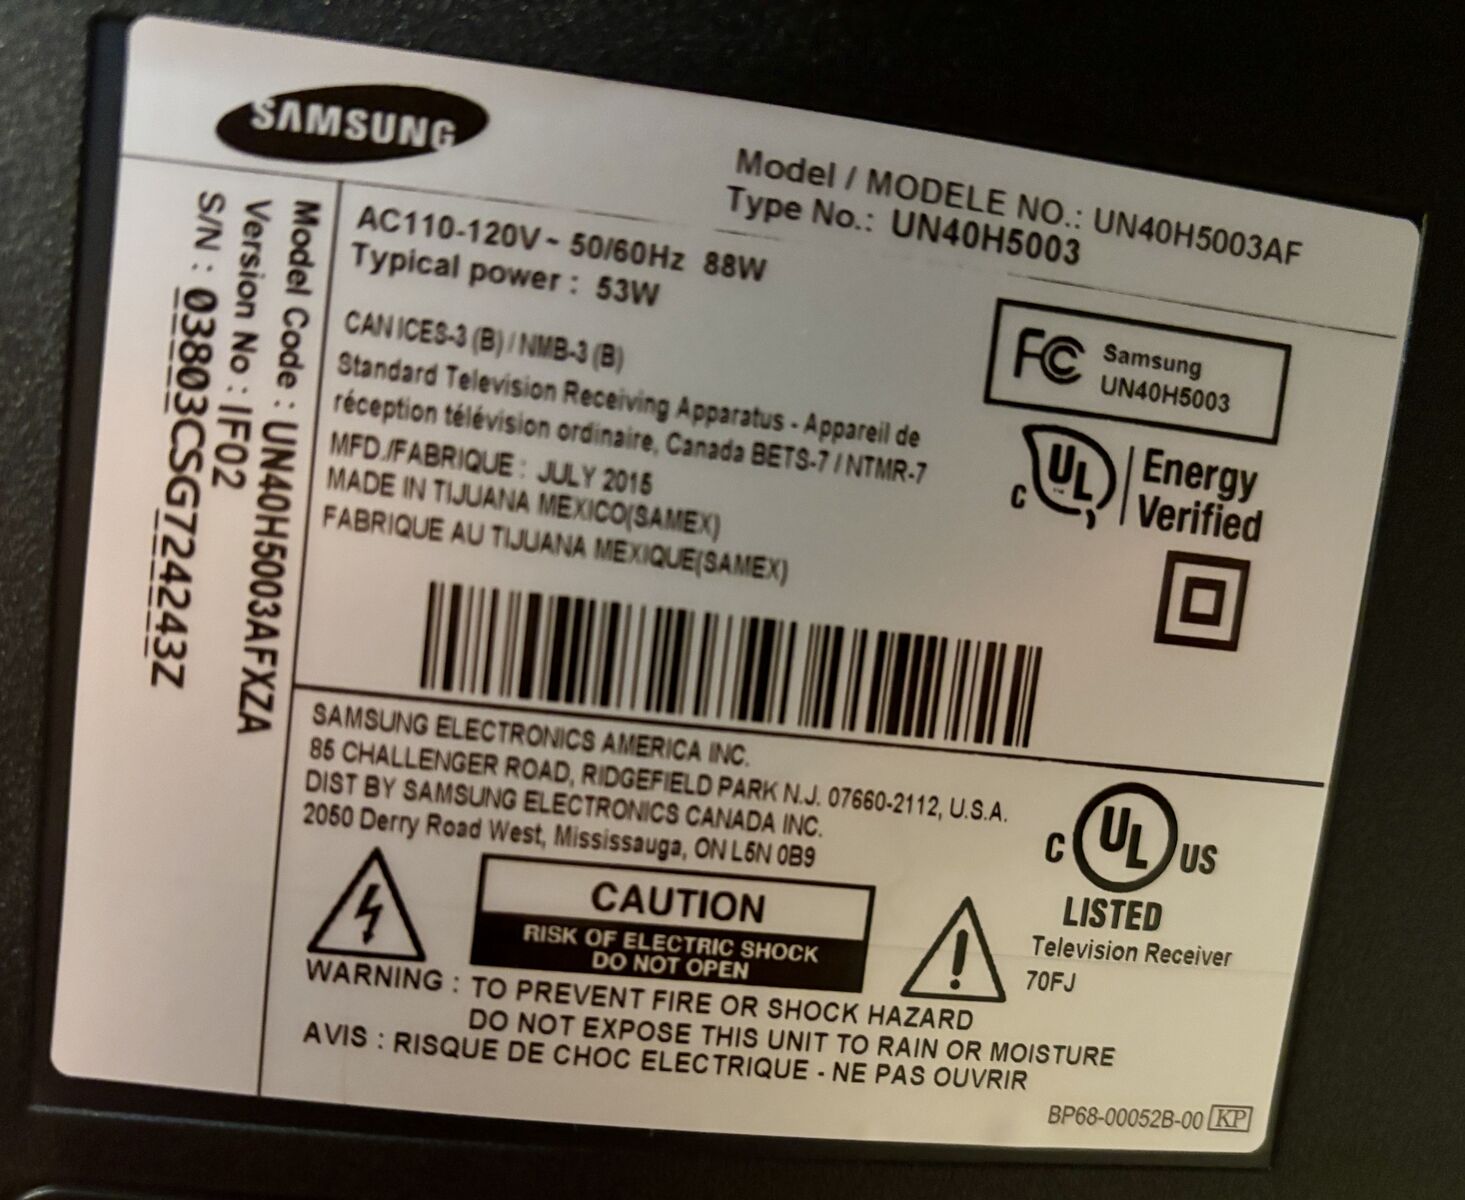 SAMSUNG
Model / MODELE NO.: UN40H5003AF
Type No.: UN40H5003
Model Code : UN40H5003AFXZA
Version No : IF02
S/N : 03803CSG724243Z
AC110-120V~ 50/60Hz 88W
Typical power : 53W
CAN ICES-3 (B) / NMB-3 (B)
Standard Television Receiving Apparatus - Appareil de
réception télévision ordinaire, Canada BETS-7 / NTMR-7
MFD./FABRIQUE : JULY 2015
MADE IN TIJUANA MEXICO(SAMEX)
FABRIQUE AU TIJUANA MEXIQUE(SAMEX)
FC Samsung
UN40H5003
C UL Energy
Verified
SAMSUNG ELECTRONICS AMERICA INC.
85 CHALLENGER ROAD, RIDGEFIELD PARK N.J. 07660-2112, U.S.A.
DIST BY SAMSUNG ELECTRONICS CANADA INC.
2050 Derry Road West, Mississauga, ON L5N 0B9
C UL US
LISTED
Television Receiver
70FJ
CAUTION
RISK OF ELECTRIC SHOCK
DO NOT OPEN
WARNING : TO PREVENT FIRE OR SHOCK HAZARD
DO NOT EXPOSE THIS UNIT TO RAIN OR MOISTURE
AVIS : RISQUE DE CHOC ELECTRIQUE - NE PAS OUVRIR
BP68-00052B-00 KP